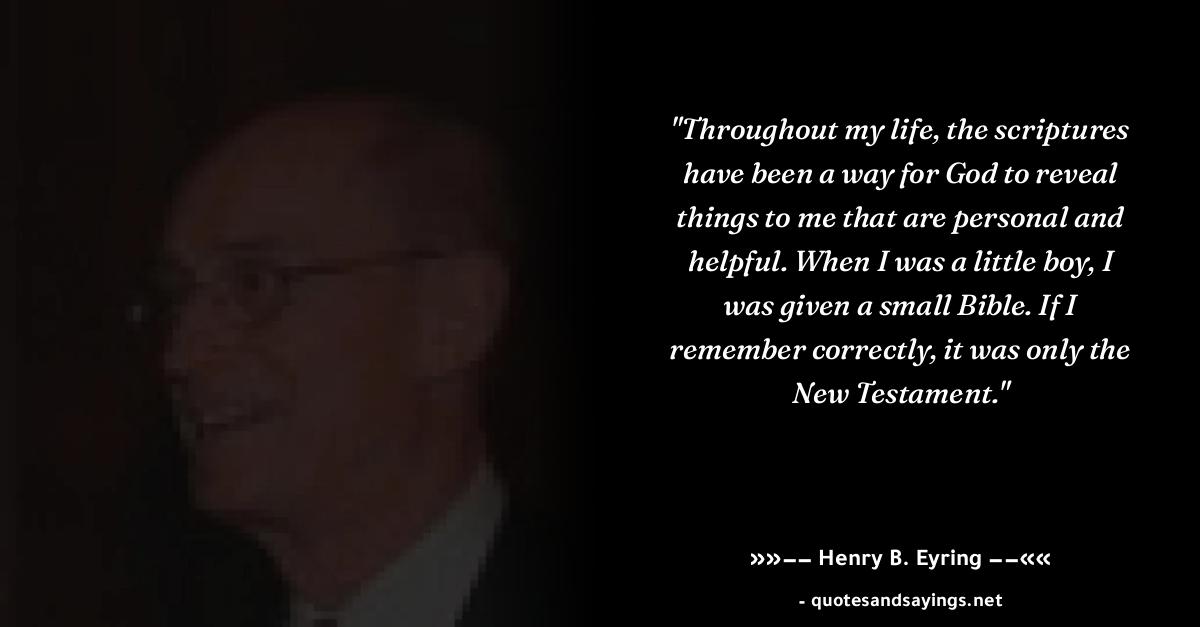 "Throughout my life, the scriptures
have been a way for God to reveal
things to me that are personal and
helpful. When I was a little boy, I
was given a small Bible. If I
remember correctly, it was only the
New Testament."
»»−− Henry B. Eyring −−««
- quotesandsayings.net